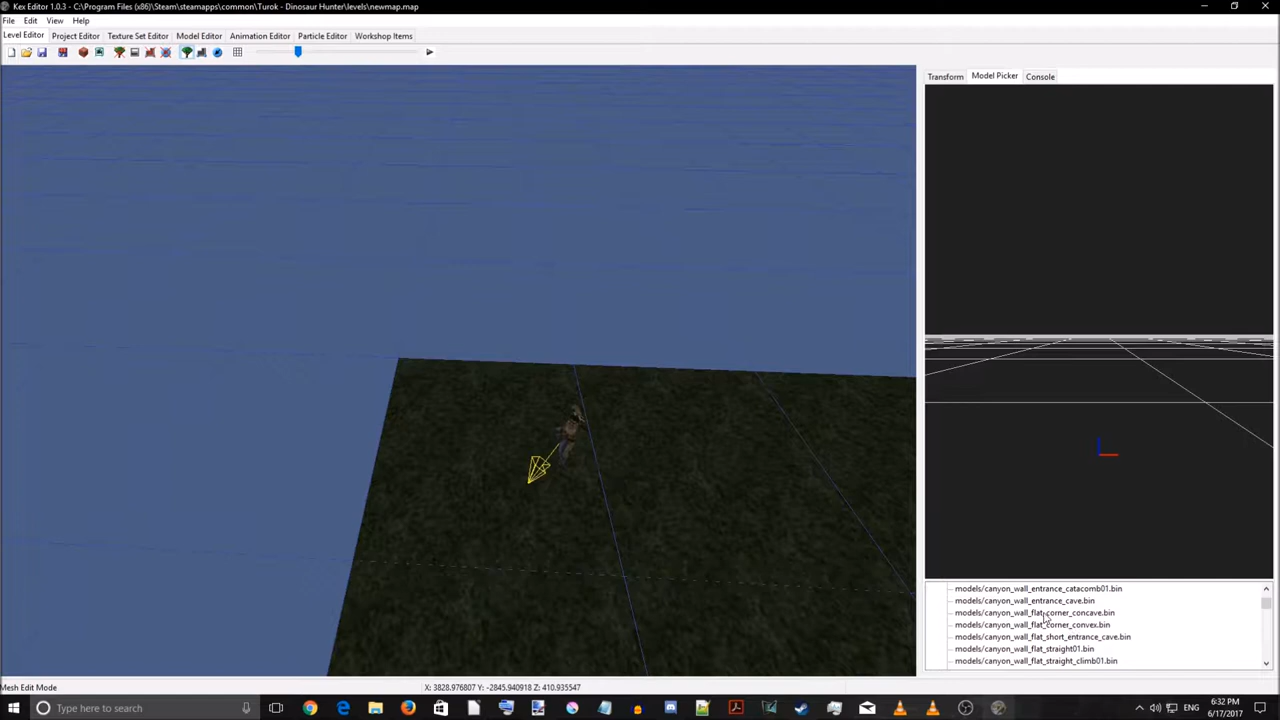 Kex Editor 1.0.3 - C:\Program Files (x86)\Steam\steamapps\common\Turok - Dinosaur Hunter\levels\newmap.map
File Edit View Help
Level Editor Project Editor Texture Set Editor Model Editor Animation Editor Particle Editor Workshop Items
Transform Model Picker Console
models/canyon_wall_entrance_catacomb01.bin
models/canyon_wall_entrance_cave.bin
models/canyon_wall_flat_corner_concave.bin
models/canyon_wall_flat_corner_convex.bin
models/canyon_wall_flat_short_entrance_cave.bin
models/canyon_wall_flat_straight01.bin
models/canyon_wall_flat_straight_climb01.bin
Mesh Edit Mode X: 3828.976807 Y: -2845.940918 Z: 410.935547
Type here to search
ENG
6:32 PM
6/17/2017